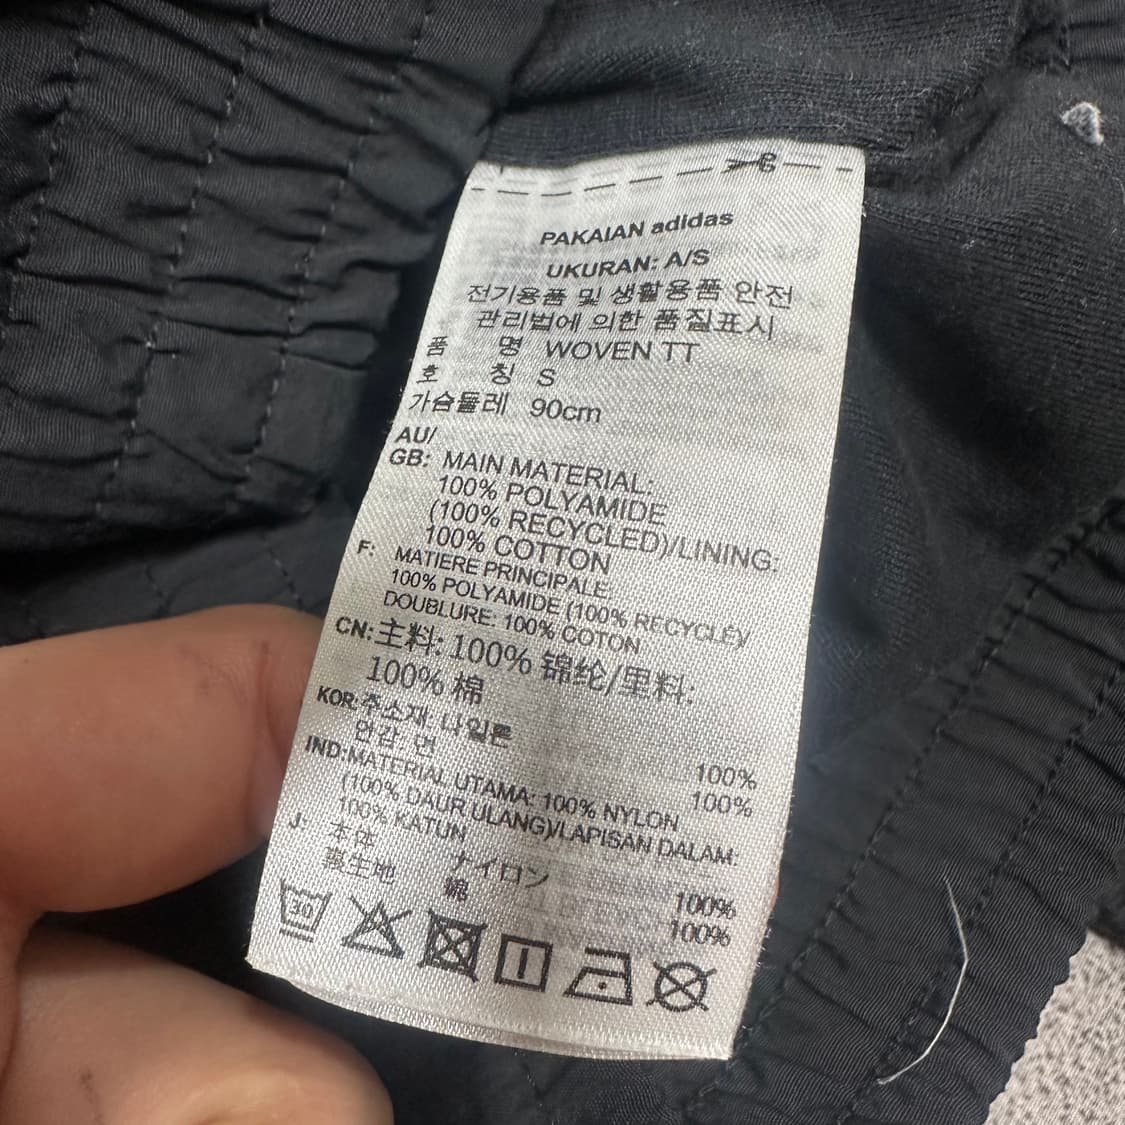 PAKAIAN adidas
UKURAN: A/S
전기용품 및 생활용품 안전
관리법에 의한 품질표시
품 명 WOVEN TT
호 칭 S
가슴둘레 90cm
AU/
GB: MAIN MATERIAL:
100% POLYAMIDE
(100% RECYCLED)/LINING:
100% COTTON
F: MATIERE PRINCIPALE:
100% POLYAMIDE (100% RECYCLÉ)/
DOUBLURE: 100% COTON
CN: 主料: 100% 锦纶/里料:
100% 棉
KOR: 주소재: 나일론 100%
안감: 면 100%
IND: MATERIAL UTAMA: 100% NYLON
(100% DAUR ULANG)/LAPISAN DALAM:
100% KATUN
J: 本体 ナイロン 100%
裏生地 綿 100%
30